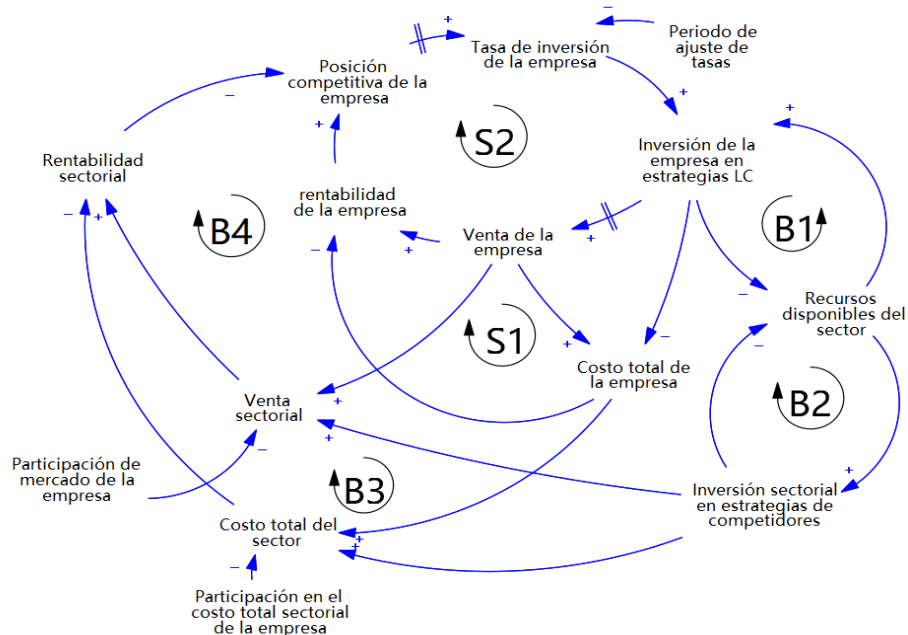 Posición
competitiva de la
empresa
+
Tasa de inversión
de la empresa
−
Periodo de
ajuste de
tasas
−
+
+
+
Rentabilidad
sectorial
S2
Inversión de la
empresa en
estrategias LC
−
+
B4
rentabilidad
de la empresa
−
+
Venta de la
empresa
+
B1
−
Recursos
disponibles del
sector
S1
+
−
−
Costo total de
la empresa
B2
Venta
sectorial
+
+
−
Participación de
mercado de la
empresa
B3
+
Inversión sectorial
en estrategias de
competidores
Costo total del
sector
+
+
−
Participación en el
costo total sectorial
de la empresa